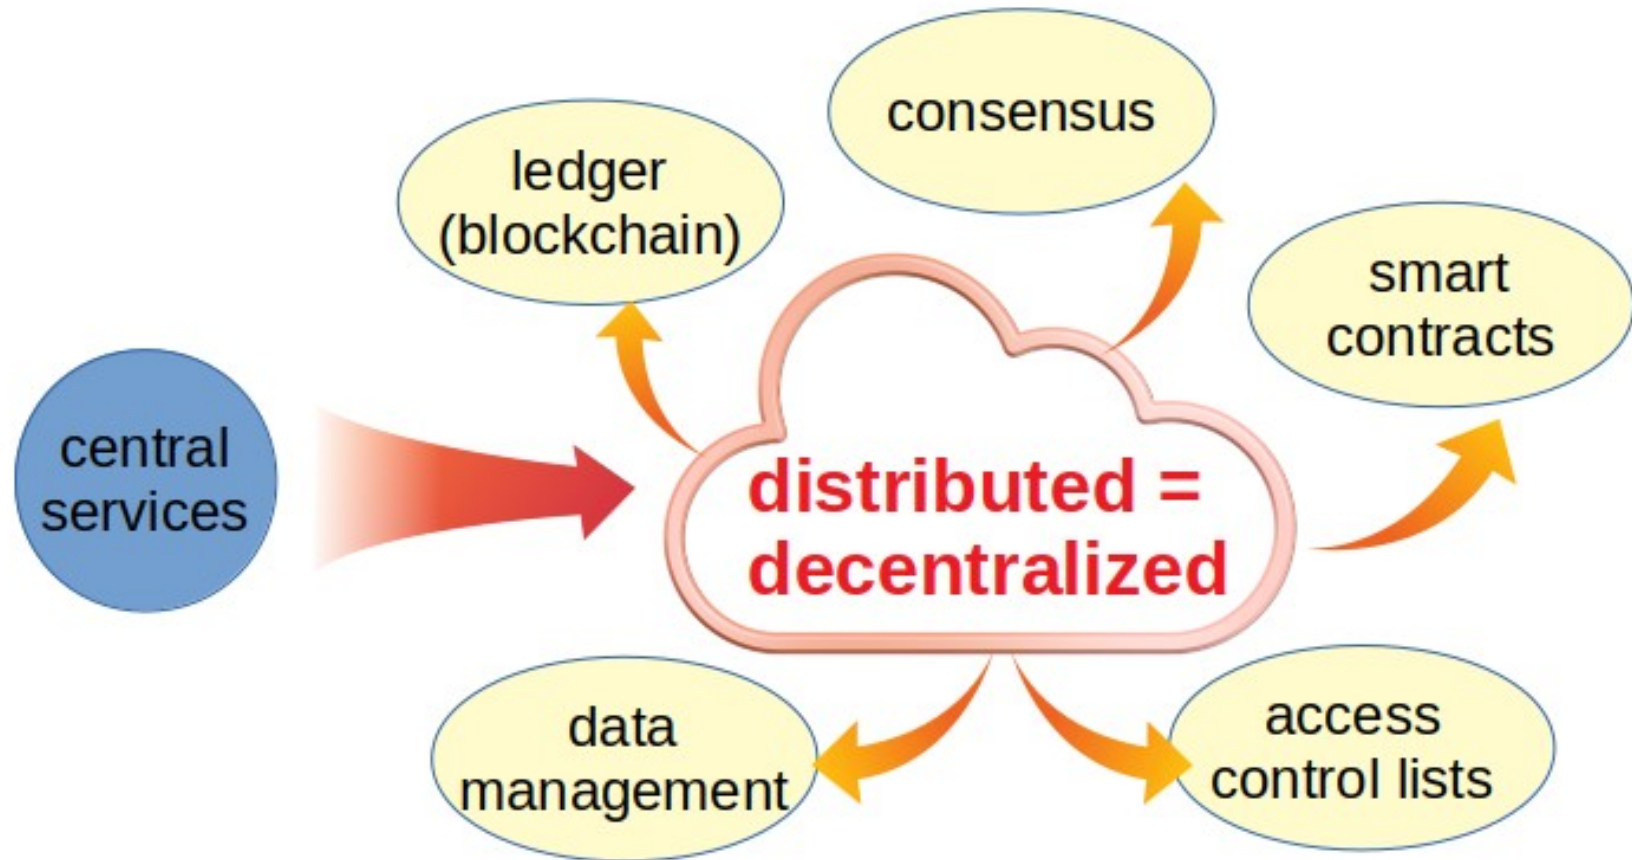 consensus
ledger
(blockchain)
smart
contracts
central
services
distributed =
decentralized
data
management
access
control lists